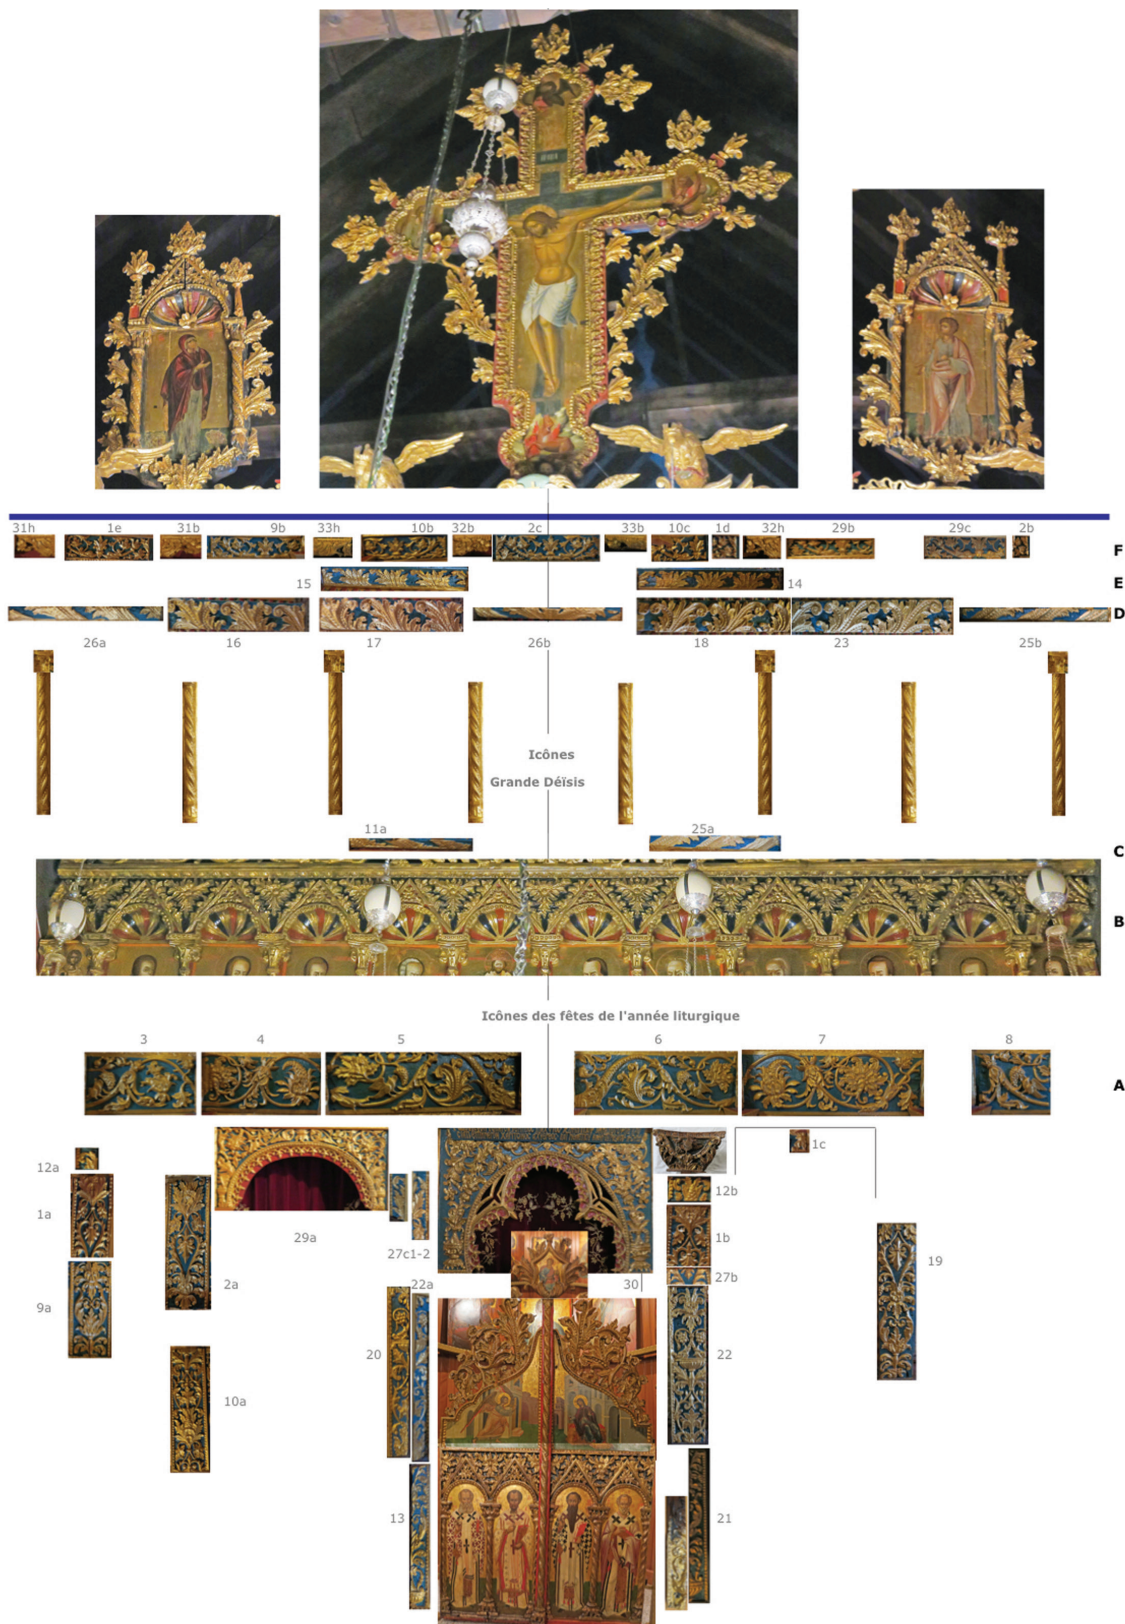 31h 1e 31b 9b 33h 10b 32b 2c 33b 10c 1d 32h 29b 29c 2b
F
15 14 E
D
26a 16 17 26b 18 23 25b
Icônes
Grande Déïsis
11a 25a
C
B
Icônes des fêtes de l'année liturgique
3 4 5 6 7 8
A
1c
12a
12b
1a
29a
1b
27c1-2
19
27b
2a
22a
30
9a
20
22
10a
13
21